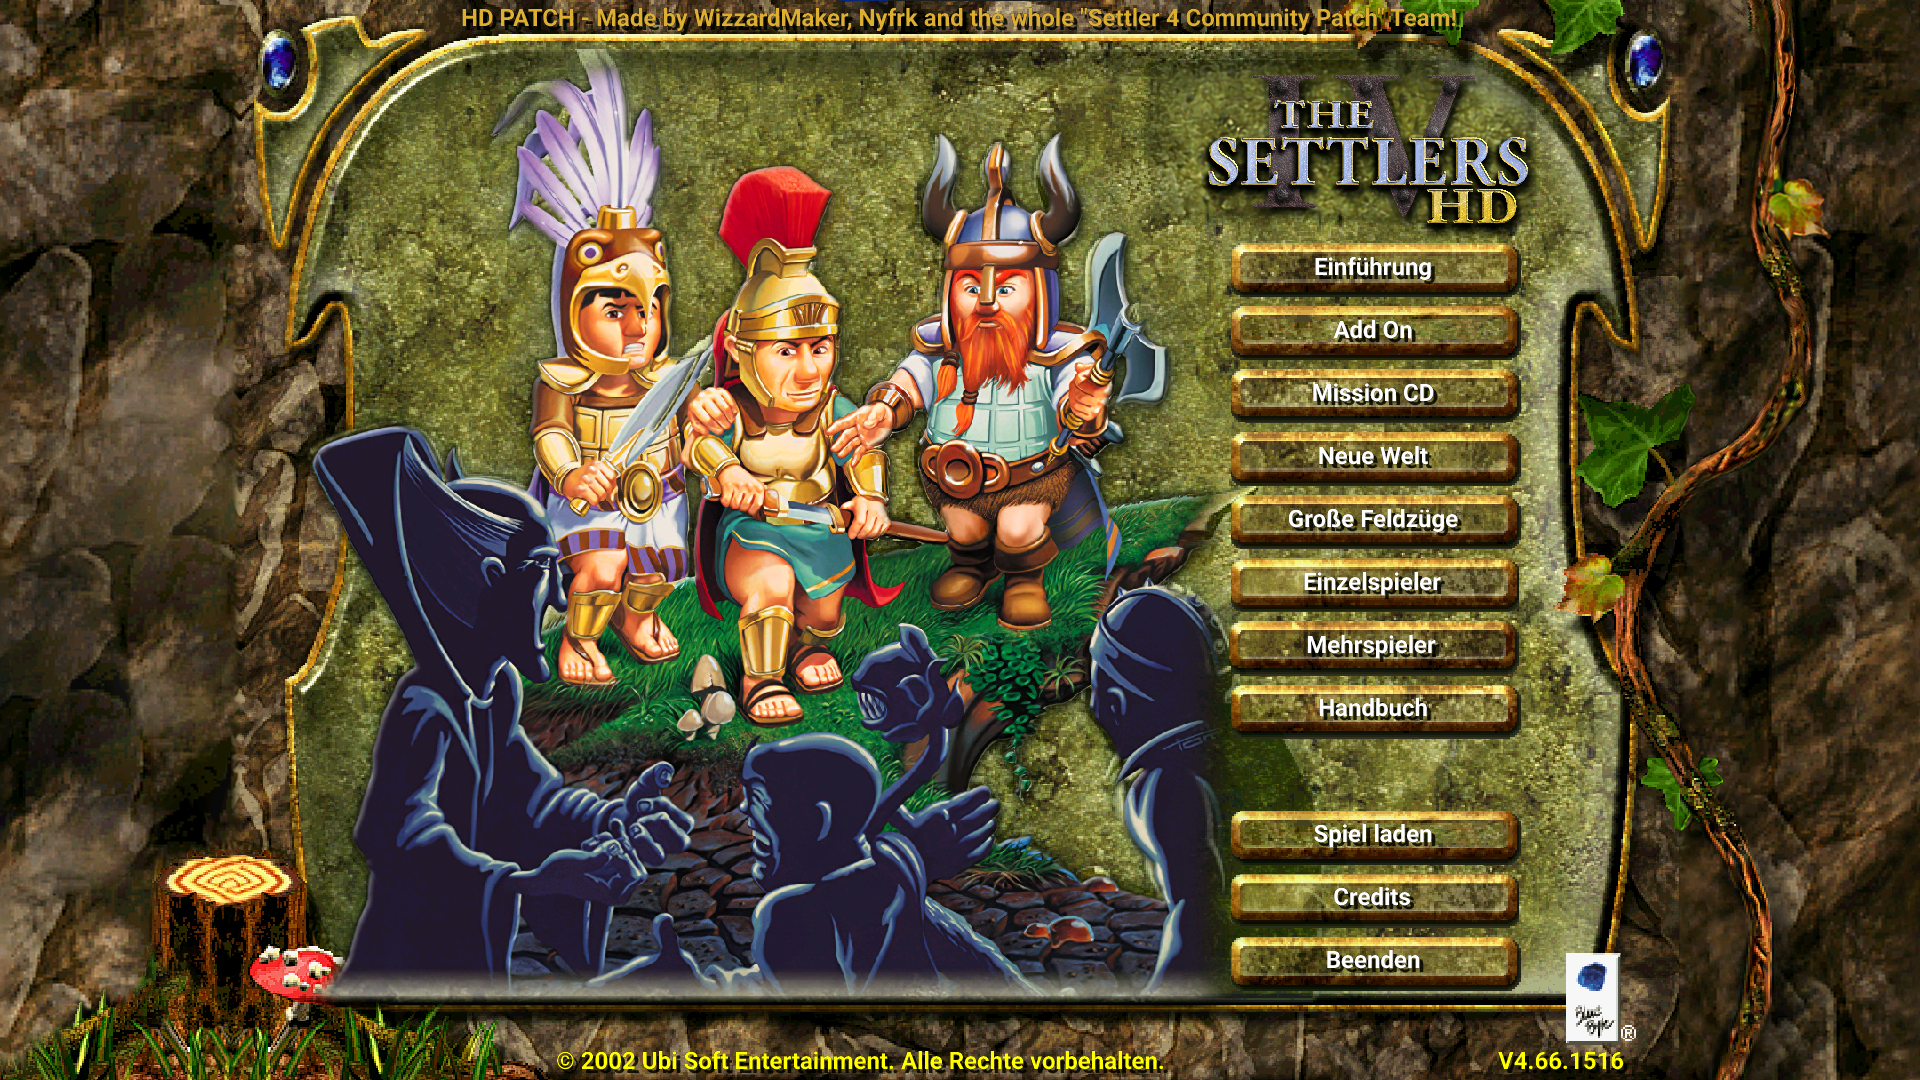 HD PATCH - Made by WizzardMaker, Nyfrk and the whole "Settler 4 Community Patch" Team!
IV
THE
SETTLERS
HD
Einführung
Add On
Mission CD
Neue Welt
Große Feldzüge
Einzelspieler
Mehrspieler
Handbuch
Spiel laden
Credits
Beenden
Blue
Byte
®
© 2002 Ubi Soft Entertainment. Alle Rechte vorbehalten.
V4.66.1516